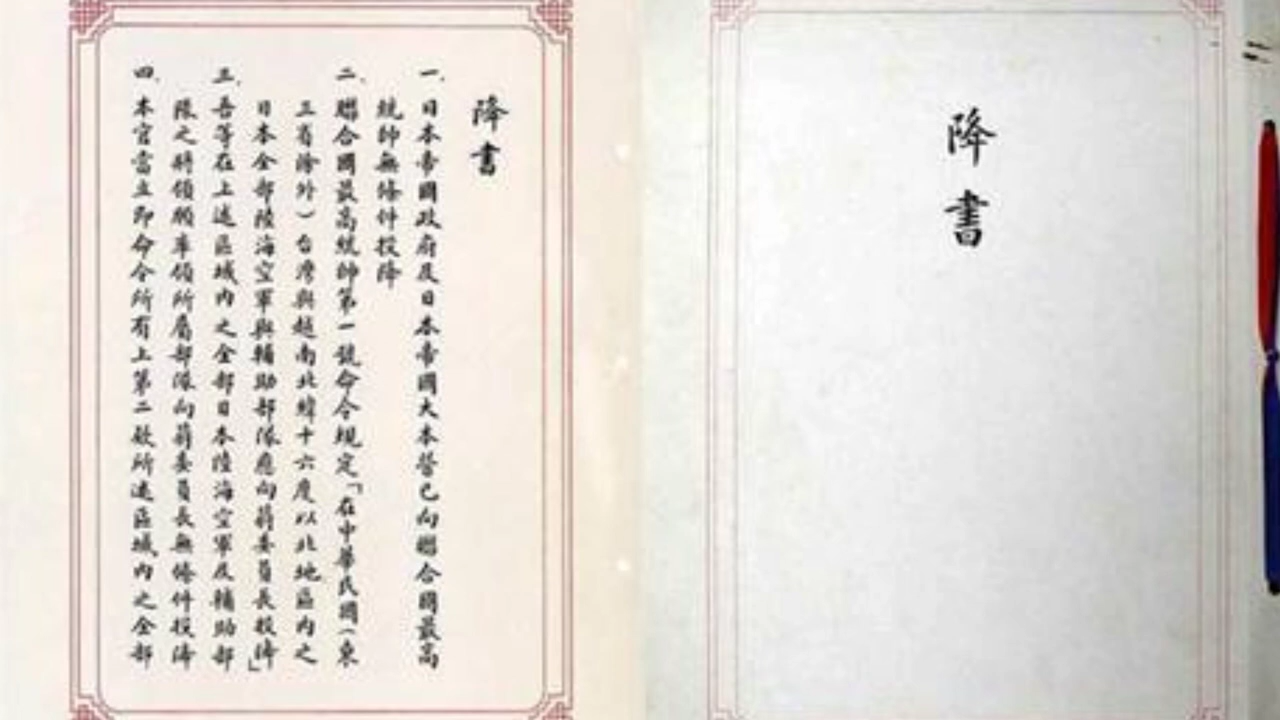 降書
降書
一、日本帝國政府及日本帝國大本營已向聯合國最高
統帥無條件投降
二、聯合國最高統帥第一號命令規定「在中華民國(東
三省除外)台灣與越南北緯十六度以北地區內之
日本全部陸海空軍與輔助部隊應向蔣委員長投降」
三、吾等在上述區域內之全部日本陸海空軍及輔助部
隊之將領願率領所屬部隊向蔣委員長無條件投降
四、本官當立即命令所有上第二款所述區域內之全部